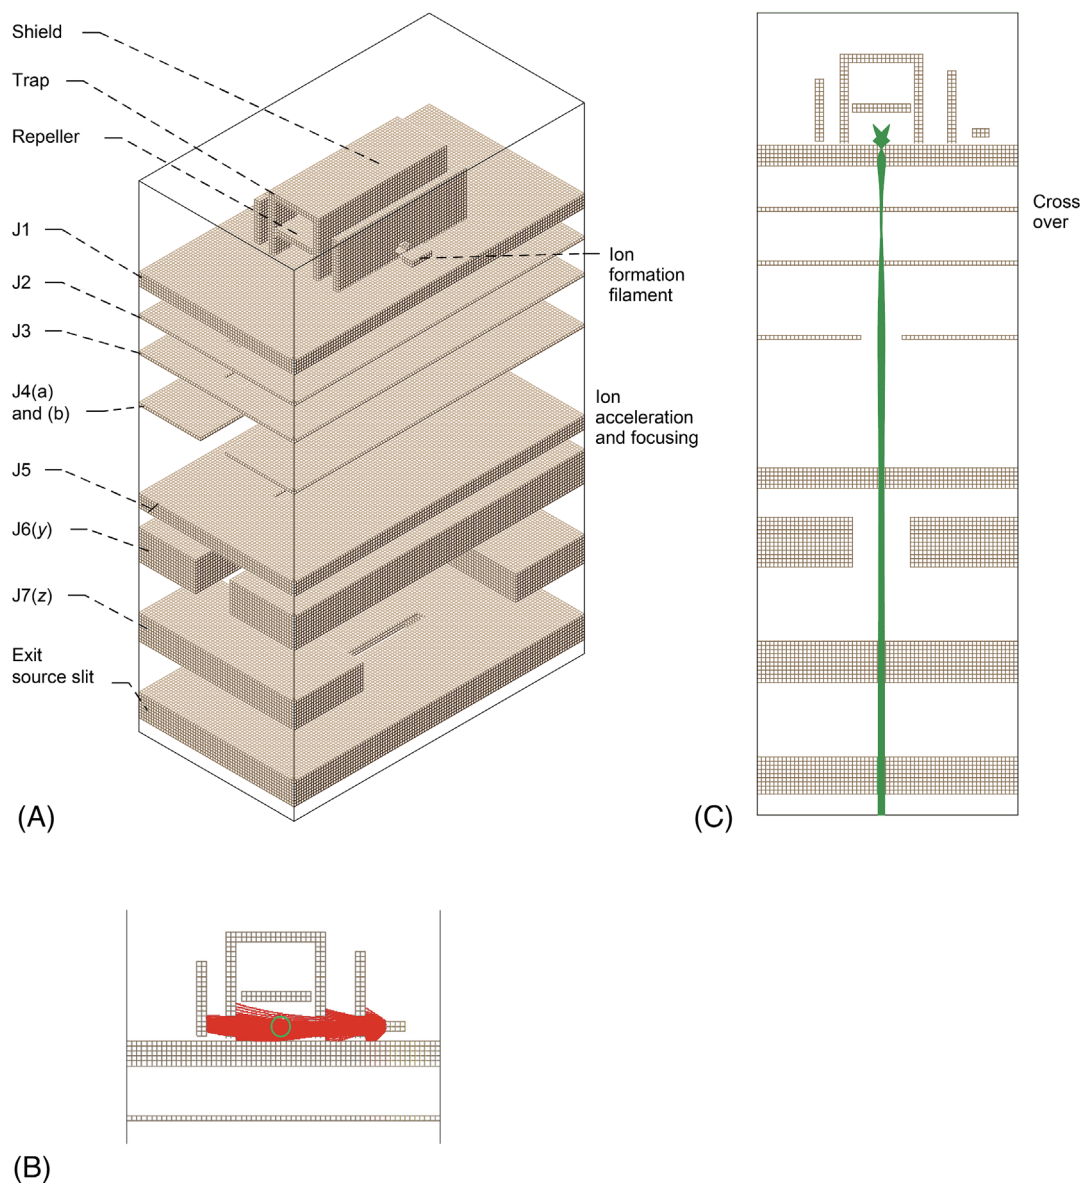 Shield
Trap
Repeller
J1
J2
J3
J4(a)
and (b)
J5
J6(y)
J7(z)
Exit
source slit
Ion
formation
filament
Ion
acceleration
and focusing
(A)
Cross
over
(C)
(B)